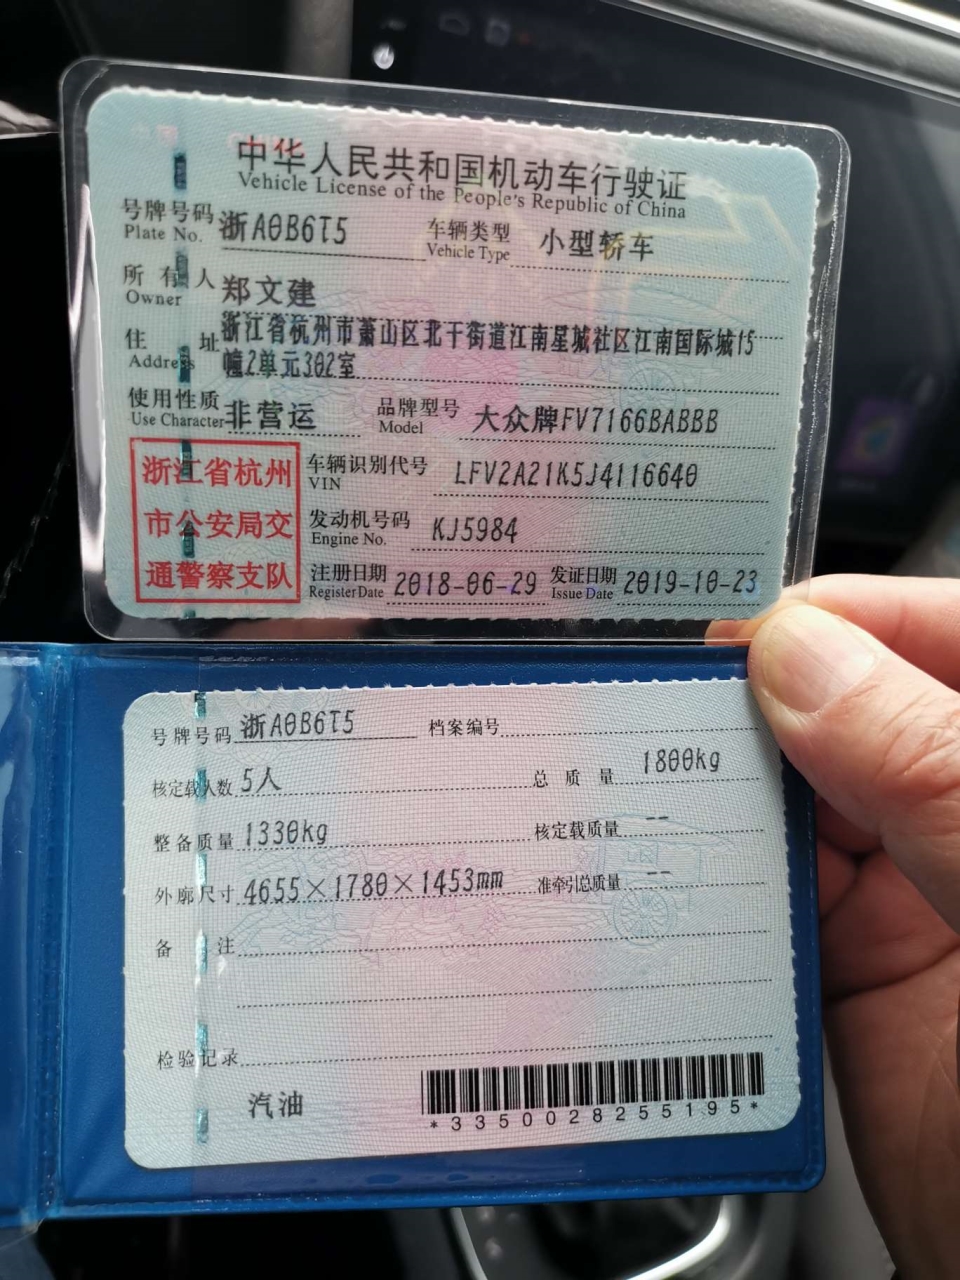 中华人民共和国机动车行驶证
Vehicle License of the People's Republic of China
号牌号码 浙A0B6T5 车辆类型 小型轿车
Plate No. Vehicle Type
所有人 郑文建
Owner
住址 浙江省杭州市萧山区北干街道江南星城社区江南国际城15
Address 幢2单元302室
使用性质 非营运 品牌型号 大众牌FV7166BABBB
Use Character Model
浙江省杭州
市公安局交
通警察支队
车辆识别代号 LFV2A21K5J4116640
VIN
发动机号码 KJ5984
Engine No.
注册日期 2018-06-29 发证日期 2019-10-23
Register Date Issue Date
号牌号码 浙A0B6T5 档案编号
核定载人数 5人 总质量 1800kg
整备质量 1330kg 核定载质量 --
外廓尺寸 4655×1780×1453mm 准牵引总质量 --
备注
检验记录
汽油
*3350028255195*